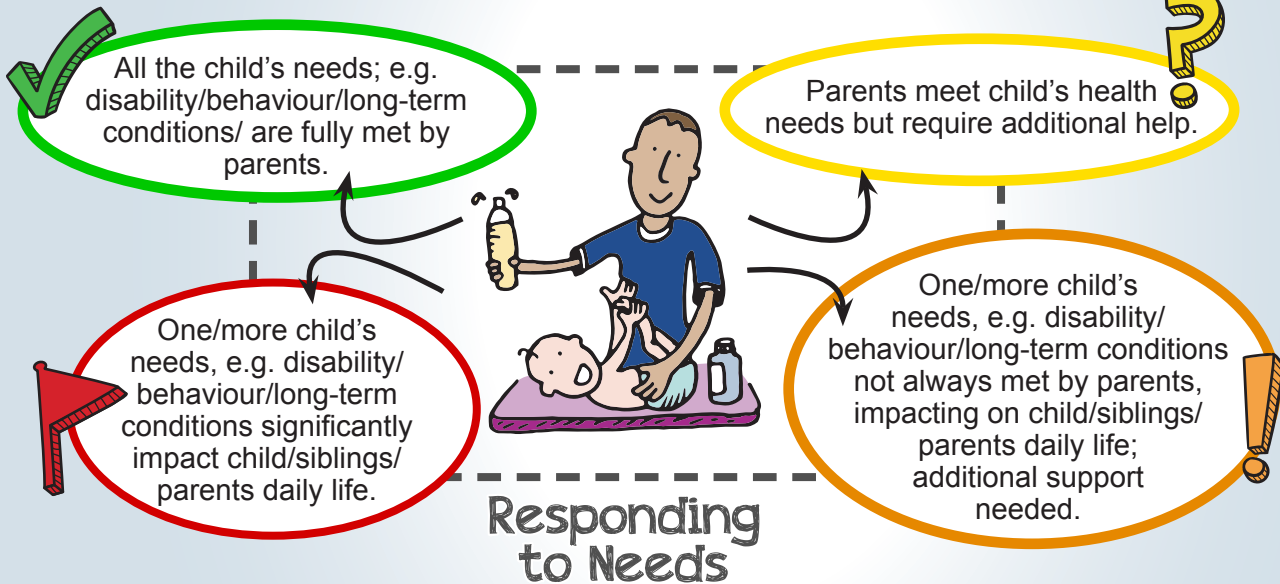 All the child's needs; e.g.
disability/behaviour/long-term
conditions/ are fully met by
parents.
Parents meet child's health
needs but require additional help.
One/more child's
needs, e.g. disability/
behaviour/long-term
conditions significantly
impact child/siblings/
parents daily life.
One/more child's
needs, e.g. disability/
behaviour/long-term conditions
not always met by parents,
impacting on child/siblings/
parents daily life;
additional support
needed.
Responding
to Needs